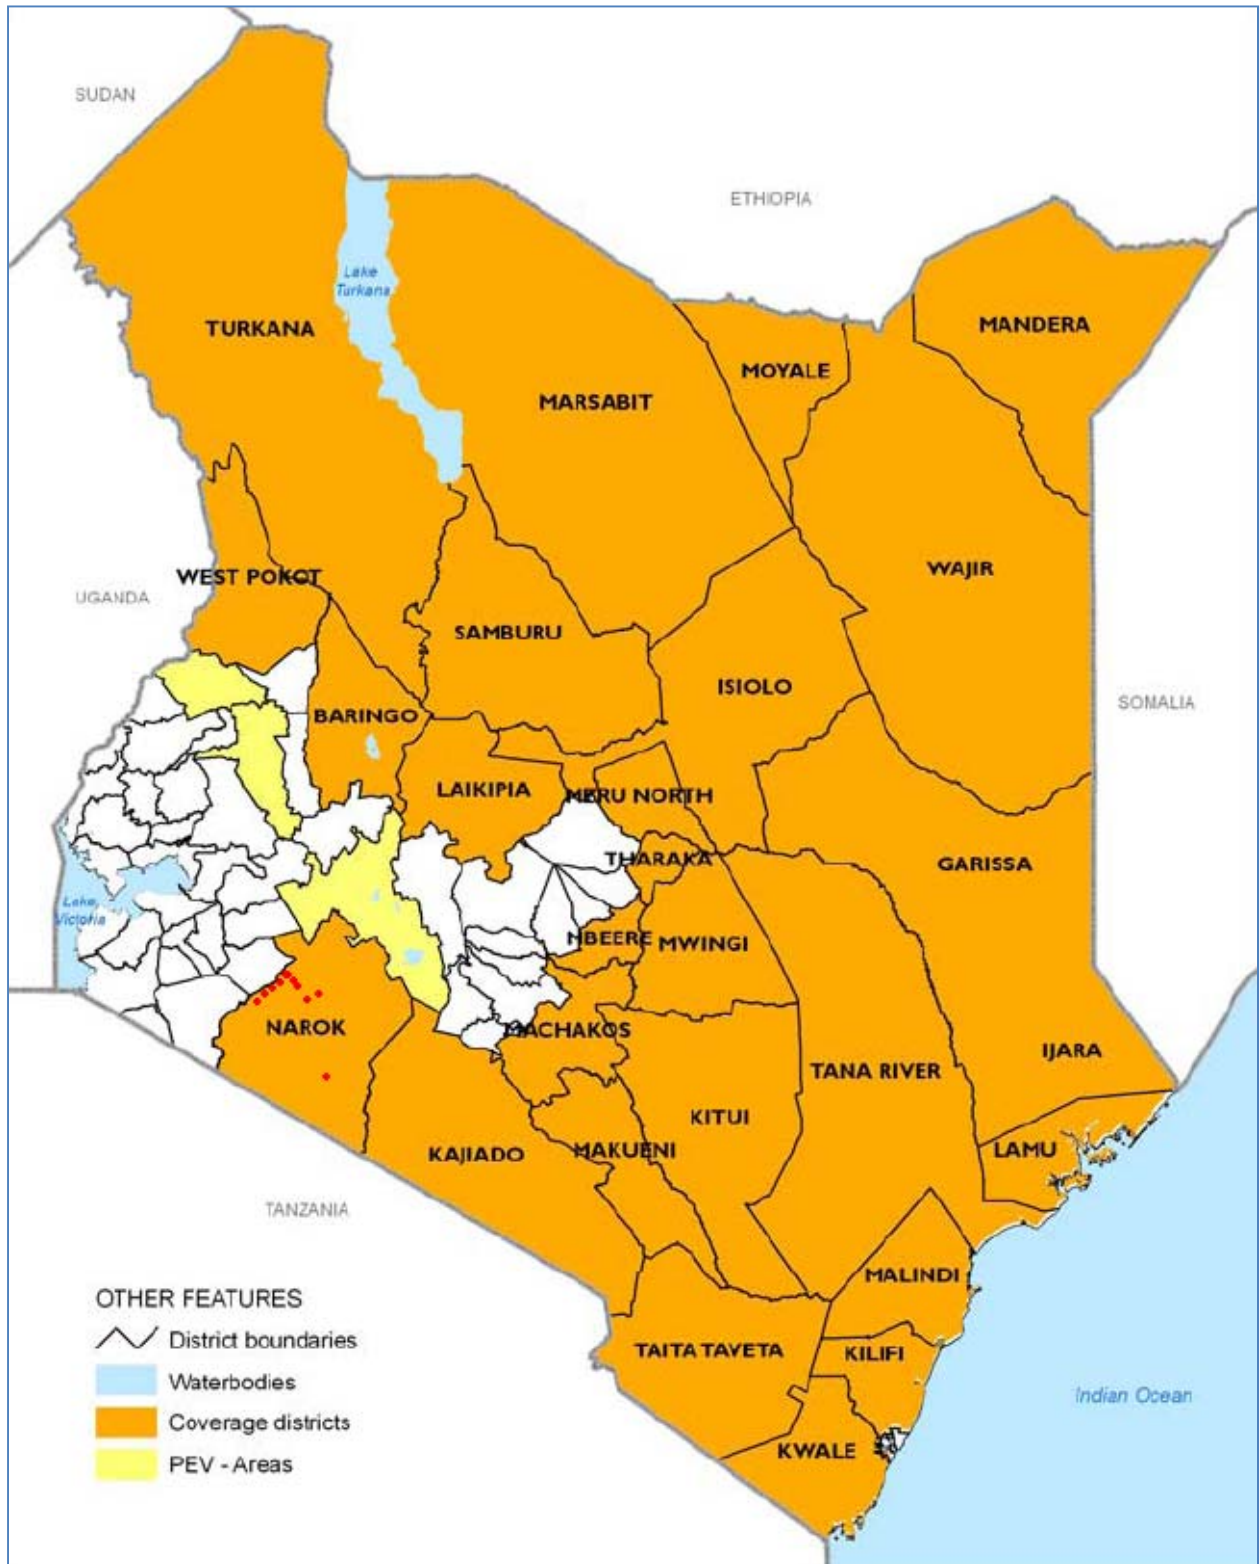 SUDAN
ETHIOPIA
Lake
Turkana
TURKANA
MANDERA
MOYALE
MARSABIT
WAJIR
WEST POKOT
UGANDA
SAMBURU
ISIOLO
SOMALIA
BARINGO
LAIKIPIA
MERU NORTH
THARAKA
GARISSA
Lake
Victoria
MBEERE
MWINGI
NAROK
MACHAKOS
IJARA
TANA RIVER
KITUI
LAMU
MAKUENI
KAJIADO
TANZANIA
MALINDI
TAITA TAVETA
KILIFI
Indian Ocean
KWALE
OTHER FEATURES
District boundaries
Waterbodies
Coverage districts
PEV - Areas